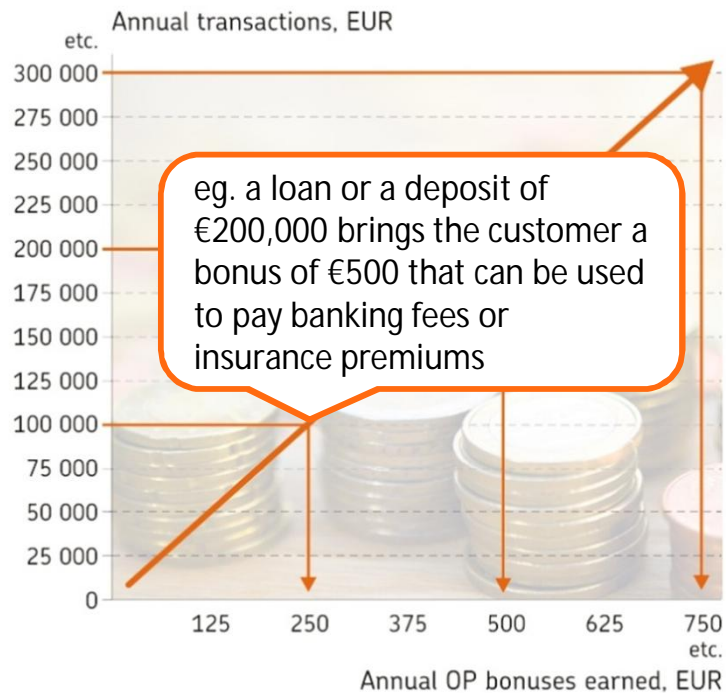 Annual transactions, EUR
etc.
300 000
275 000
250 000
225 000
200 000
175 000
150 000
125 000
100 000
75 000
50 000
25 000
0
eg. a loan or a deposit of
€200,000 brings the customer a
bonus of €500 that can be used
to pay banking fees or
insurance premiums
125 250 375 500 625 750
etc.
Annual OP bonuses earned, EUR